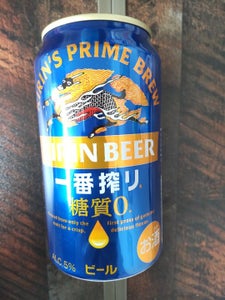 KIRIN'S PRIME BREW
KIRIN BEER
一番搾り
糖質0
first press of
delicious
ALC.5%
お酒
ビール